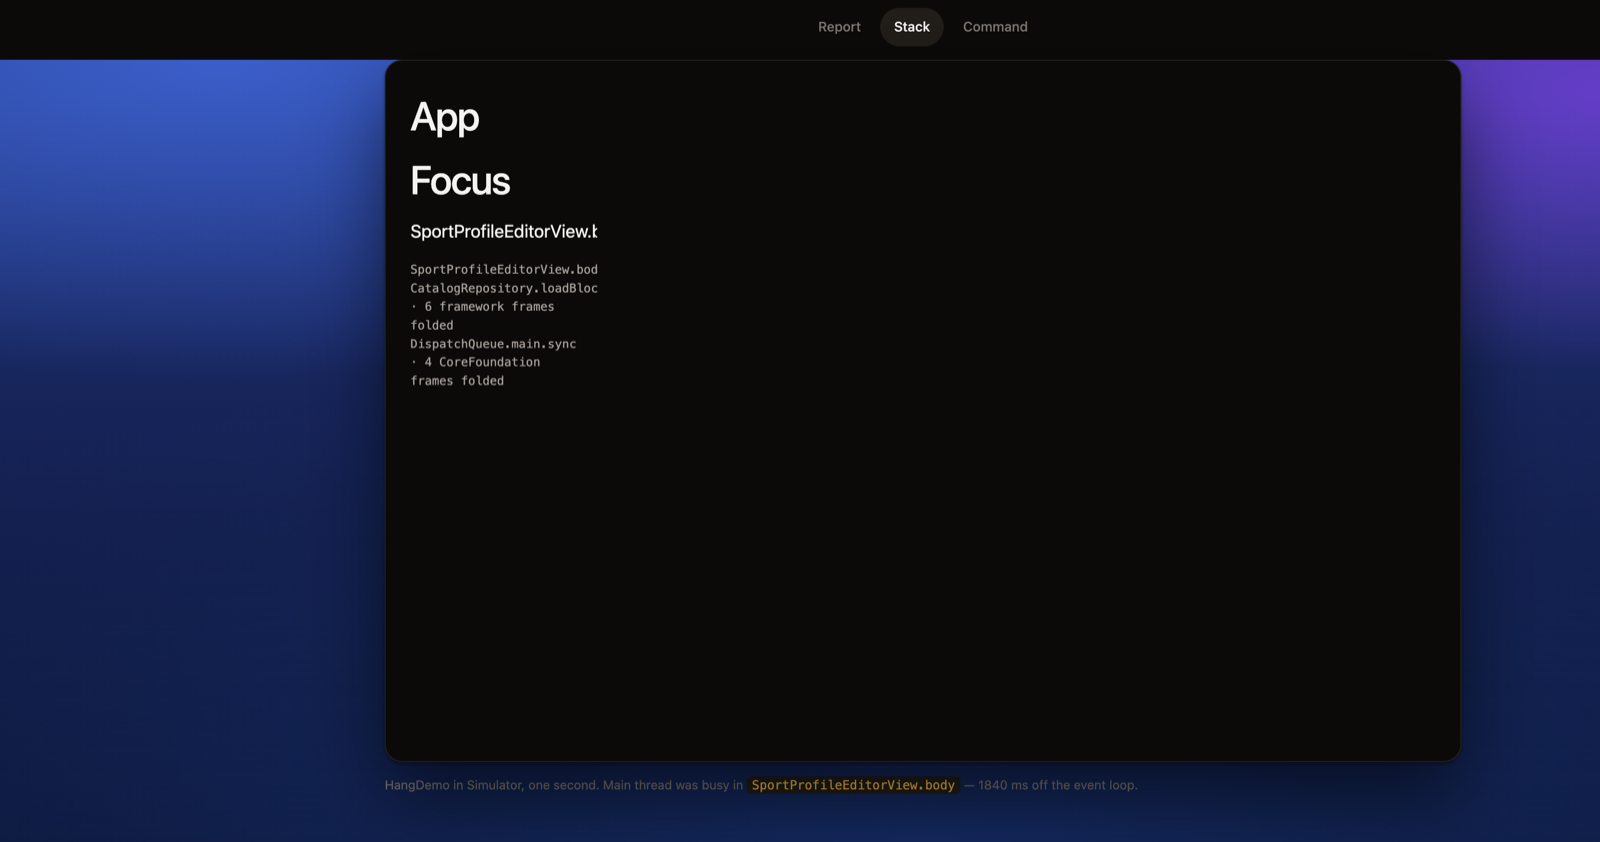 Report Stack Command
App
Focus
SportProfileEditorView.
SportProfileEditorView.bod
CatalogRepository.loadBloc
· 6 framework frames
folded
DispatchQueue.main.sync
· 4 CoreFoundation
frames folded
HangDemo in Simulator, one second. Main thread was busy in SportProfileEditorView.body — 1840 ms off the event loop.